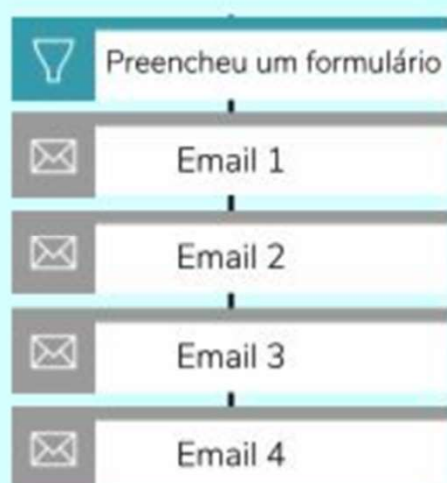 Preencheu um formulário
Email 1
Email 2
Email 3
Email 4